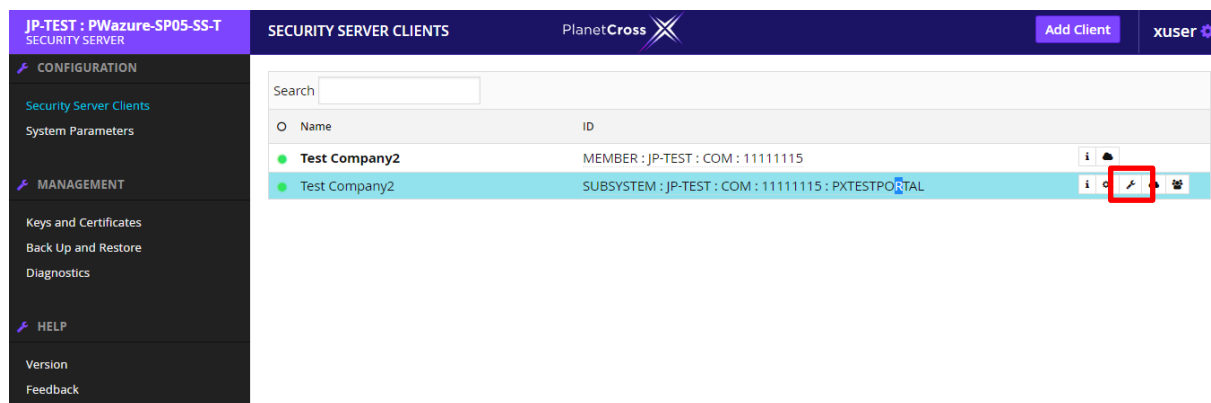 JP-TEST : PWazure-SP05-SS-T
SECURITY SERVER
SECURITY SERVER CLIENTS
PlanetCross
Add Client
xuser
CONFIGURATION
Security Server Clients
System Parameters
MANAGEMENT
Keys and Certificates
Back Up and Restore
Diagnostics
HELP
Version
Feedback
Search
Name ID
Test Company2 MEMBER : JP-TEST : COM : 11111115
Test Company2 SUBSYSTEM : JP-TEST : COM : 11111115 : PXTESTPORTAL